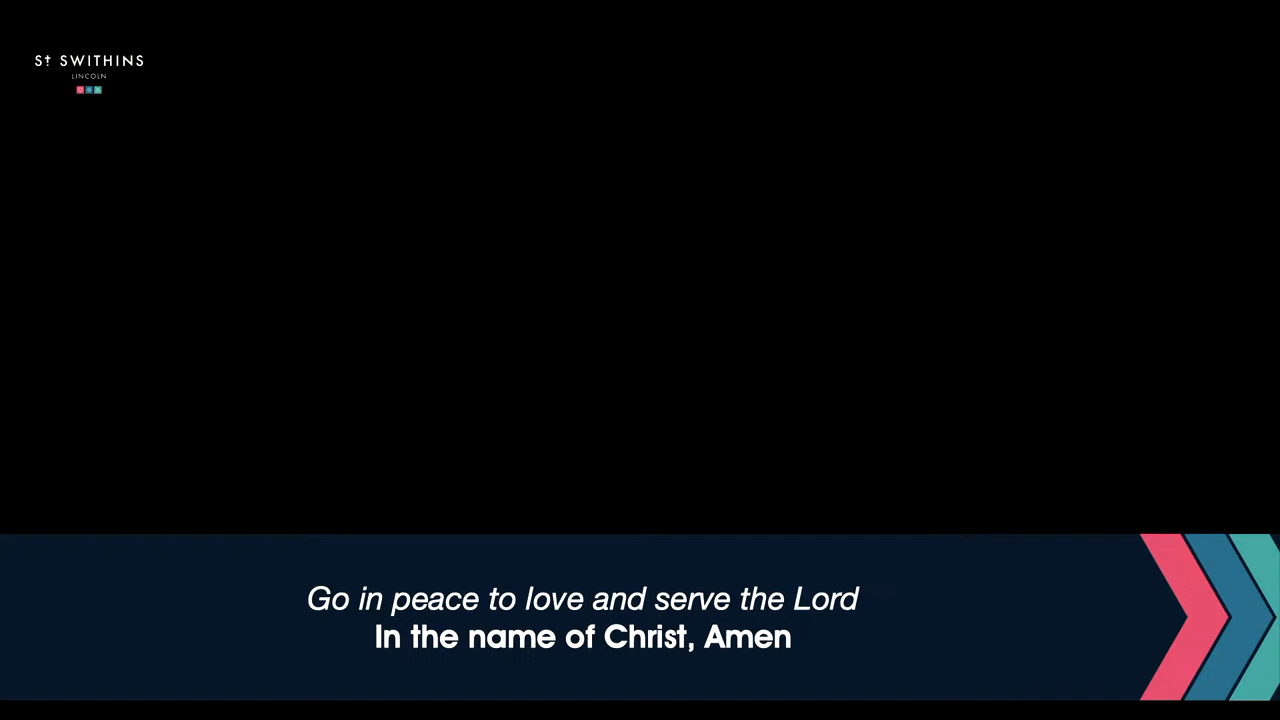 St SWITHINS
LINCOLN
Go in peace to love and serve the Lord
In the name of Christ, Amen